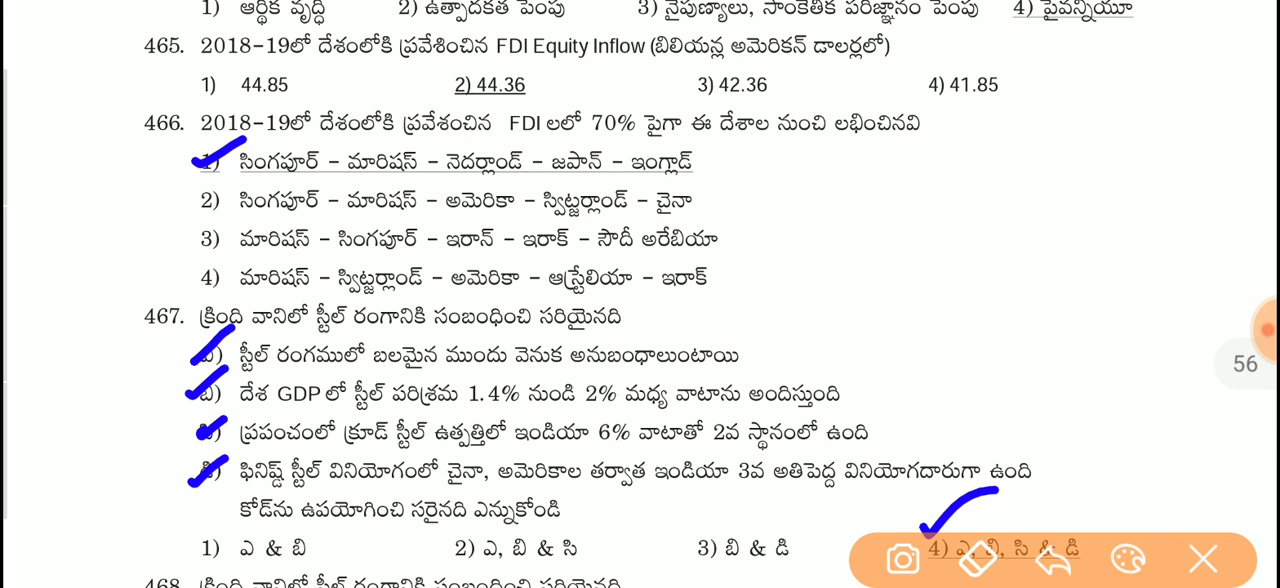 1) ఆర్థిక వృద్ధి 2) ఉత్పాదకత పెంపు 3) నైపుణ్యాలు, సాంకేతిక పరిజ్ఞానం పెంపు 4) పైవన్నియూ
465. 2018-19లో దేశంలోకి ప్రవేశించిన FDI Equity Inflow (బిలియన్ల అమెరికన్ డాలర్లలో)
1) 44.85 2) 44.36 3) 42.36 4) 41.85
466. 2018-19లో దేశంలోకి ప్రవేశంచిన FDI లలో 70% పైగా ఈ దేశాల నుంచి లభించినవి
1) సింగపూర్ - మారిషస్ - నెదర్లాండ్ - జపాన్ - ఇంగ్లాడ్
2) సింగపూర్ - మారిషస్ - అమెరికా - స్విట్జర్లాండ్ - చైనా
3) మారిషస్ - సింగపూర్ - ఇరాన్ - ఇరాక్ - సౌదీ అరేబియా
4) మారిషస్ - స్విట్జర్లాండ్ - అమెరికా - ఆస్ట్రేలియా - ఇరాక్
467. క్రింది వానిలో స్టీల్ రంగానికి సంబంధించి సరియైనది
ఎ) స్టీల్ రంగములో బలమైన ముందు వెనుక అనుబంధాలుంటాయి
బి) దేశ GDP లో స్టీల్ పరిశ్రమ 1.4% నుండి 2% మధ్య వాటాను అందిస్తుంది
సి) ప్రపంచంలో క్రూడ్ స్టీల్ ఉత్పత్తిలో ఇండియా 6% వాటాతో 2వ స్థానంలో ఉంది
డి) ఫినిష్డ్ స్టీల్ వినియోగంలో చైనా, అమెరికాల తర్వాత ఇండియా 3వ అతిపెద్ద వినియోగదారుగా ఉంది
కోడ్‌ను ఉపయోగించి సరైనది ఎన్నుకోండి
1) ఎ & బి 2) ఎ, బి & సి 3) బి & డి 4) ఎ, బి, సి & డి
468. క్రింది వానిలో స్టీల్ రంగానికి సంబంధించి సరియైనది
56